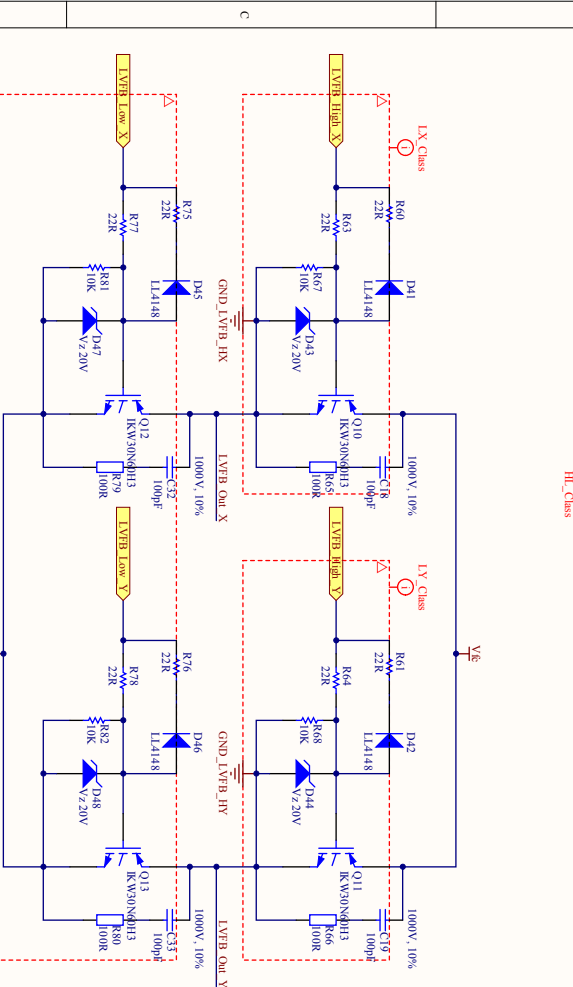 C
HL_Class
Vfc
LX_Class
i
LVFB_High_X
R60
22R
R63
22R
D41
LL4148
R67
10K
D43
Vz 20V
GND_LVFB_HX
Q10
IKW30N60H3
1000V, 10%
C18
100pF
R65
100R
LY_Class
i
LVFB_High_Y
R61
22R
R64
22R
D42
LL4148
R68
10K
D44
Vz 20V
GND_LVFB_HY
Q11
IKW30N60H3
1000V, 10%
C19
100pF
R66
100R
LVFB_Low_X
R75
22R
R77
22R
D45
LL4148
R81
10K
D47
Vz 20V
Q12
IKW30N60H3
LVFB_Out_X
1000V, 10%
C32
100pF
R79
100R
LVFB_Low_Y
R76
22R
R78
22R
D46
LL4148
R82
10K
D48
Vz 20V
Q13
IKW30N60H3
LVFB_Out_Y
1000V, 10%
C33
100pF
R80
100R